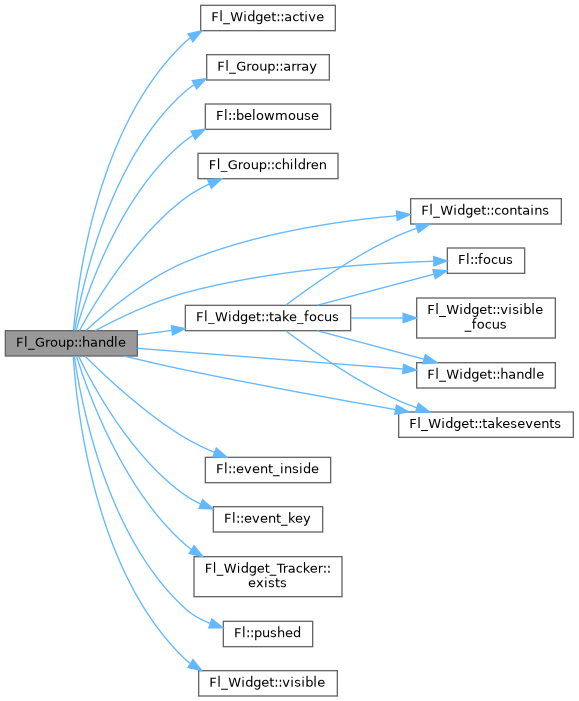 Fl_Widget::active
Fl_Group::array
Fl::belowmouse
Fl_Group::children
Fl_Widget::contains
Fl::focus
Fl_Widget::take_focus
Fl_Widget::visible
_focus
Fl_Group::handle
Fl_Widget::handle
Fl_Widget::takesevents
Fl::event_inside
Fl::event_key
Fl_Widget_Tracker::
exists
Fl::pushed
Fl_Widget::visible